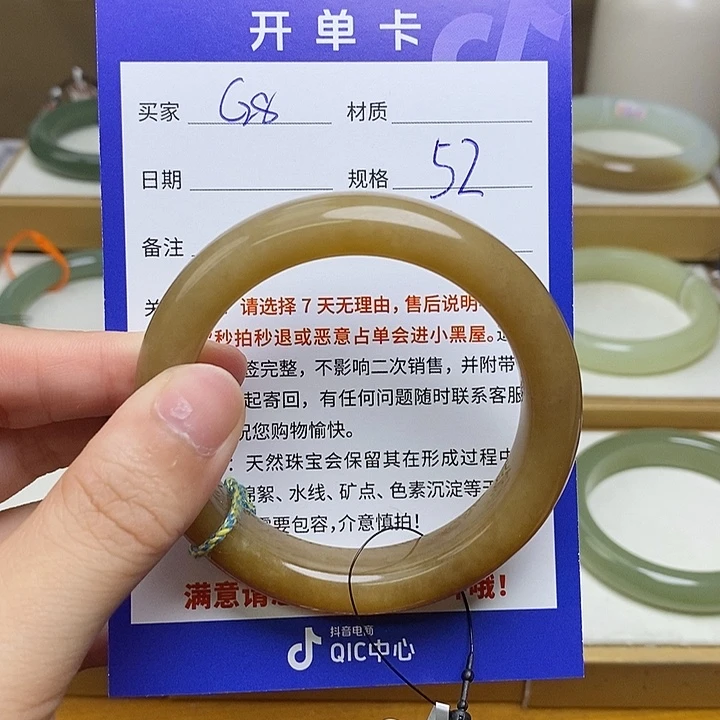 开单卡
买家 G28 材质
日期 规格 52
备注
请选择7天无理由，售后说明
秒拍秒退或恶意占单会进小黑屋。
签完整，不影响二次销售，并附带
起寄回，有任何问题随时联系客服
祝您购物愉快。
：天然珠宝会保留其在形成过程中
棉絮、水线、矿点、色素沉淀等
需要包容，介意慎拍！
满意请 哦！
抖音电商
QIC中心